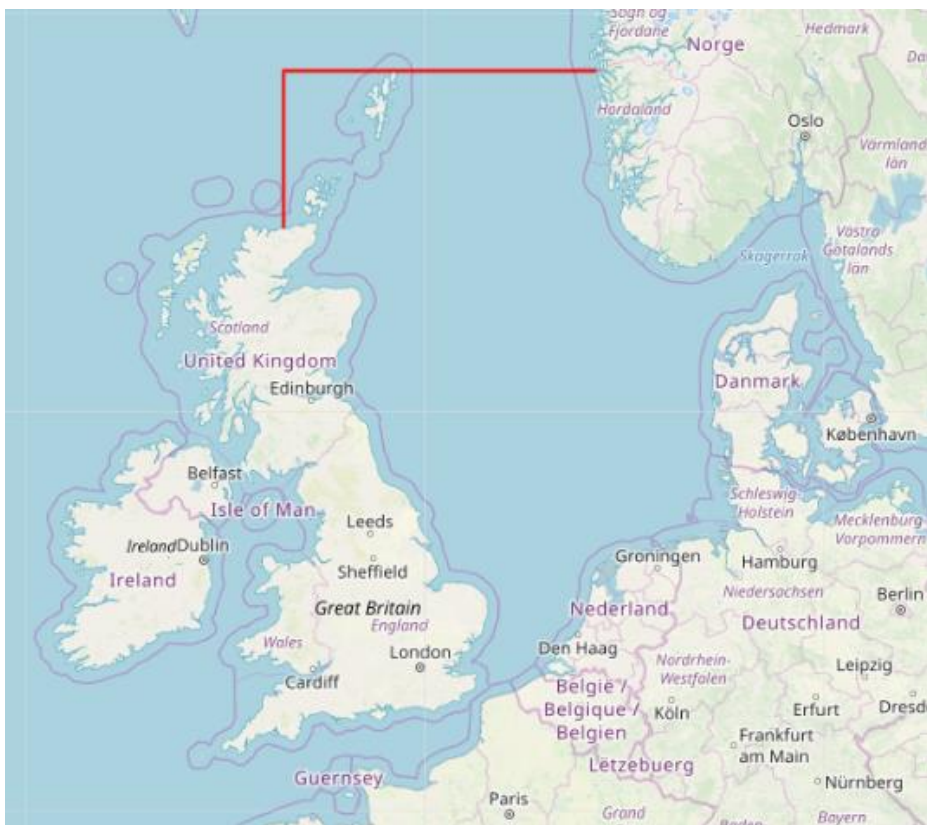 Sogn og
Fjordane
Norge
Hedmark
Hordaland
Oslo
Värmland
län
Västra
Götalands
län
Skagerrak
Scotland
United Kingdom
Edinburgh
Danmark
København
Belfast
Isle of Man
Schleswig-
Holstein
Mecklenburg-
Vorpommern
Leeds
IrelandDublin
Ireland
Sheffield
Groningen
Hamburg
Great Britain
England
Nederland
Niedersachsen
Berlin
Deutschland
Wales
London
Den Haag
Cardiff
België /
Belgique /
Belgien
Nordrhein-
Westfalen
Leipzig
Köln
Erfurt
Dresd
Frankfurt
am Main
Lëtzebuerg
Guernsey
Nürnberg
Paris
Grand
Bayern